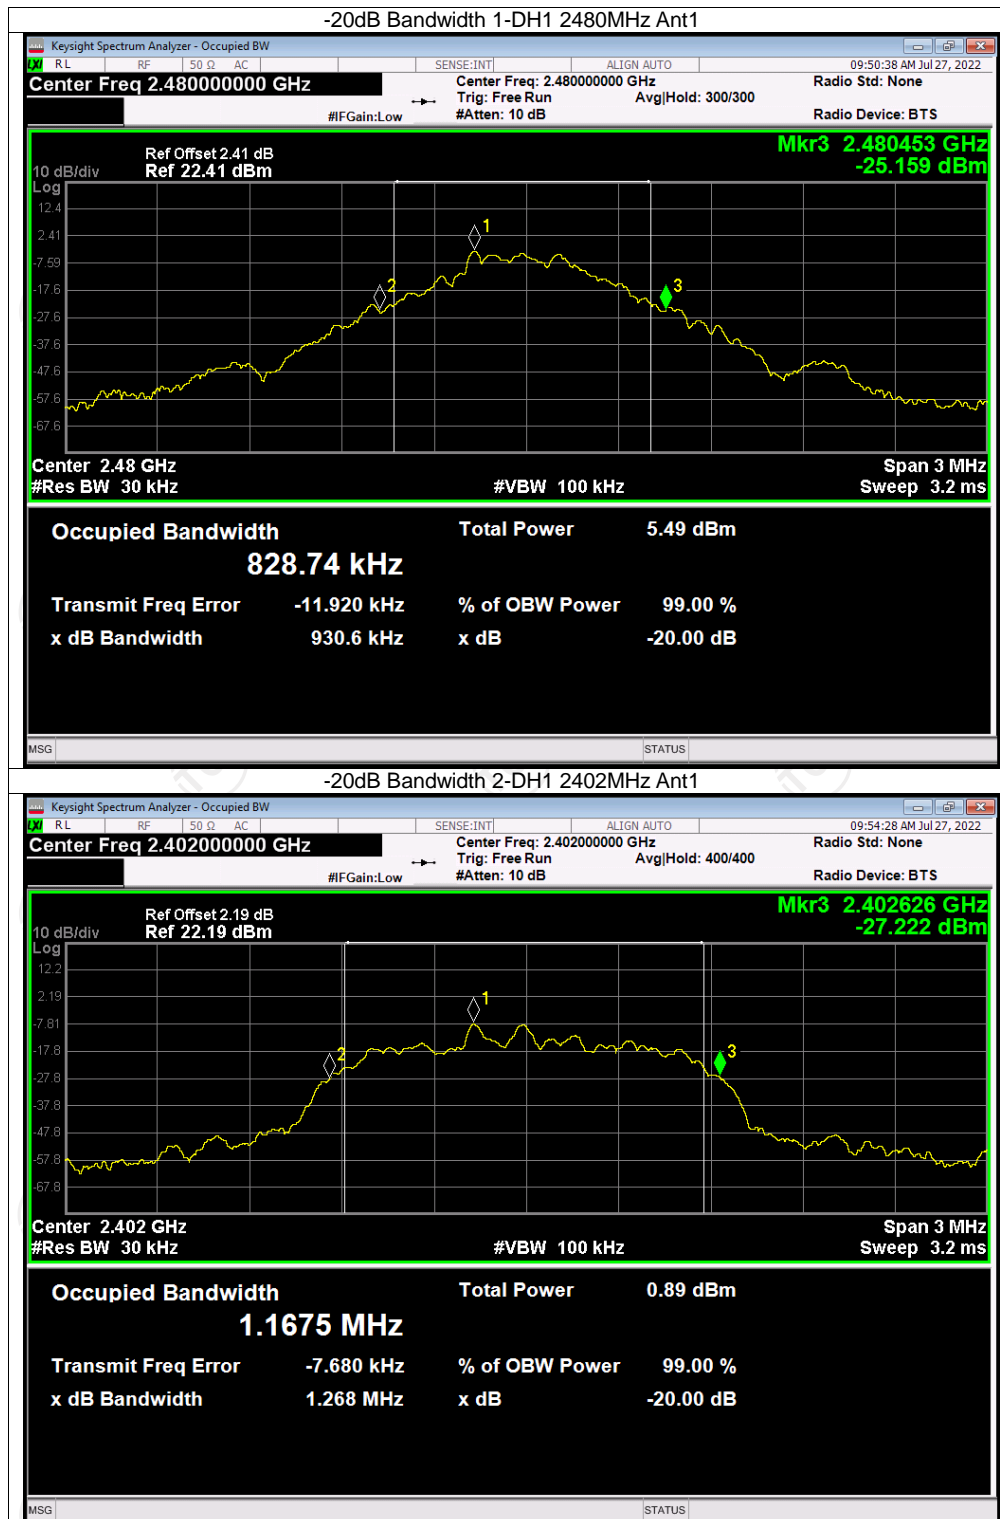 -20dB Bandwidth 1-DH1 2480MHz Ant1
Keysight Spectrum Analyzer - Occupied BW
LXI RL RF 50 Ω AC SENSE:INT ALIGN AUTO 09:50:38 AM Jul 27, 2022
Center Freq 2.480000000 GHz Center Freq: 2.480000000 GHz Radio Std: None
Trig: Free Run Avg|Hold: 300/300
#IFGain:Low #Atten: 10 dB Radio Device: BTS
Mkr3 2.480453 GHz
-25.159 dBm
Ref Offset 2.41 dB
10 dB/div Ref 22.41 dBm
Log
12.4
2.41
-7.59
-17.6
-27.6
-37.6
-47.6
-57.6
-67.6
1
2
3
Center 2.48 GHz Span 3 MHz
#Res BW 30 kHz #VBW 100 kHz Sweep 3.2 ms
Occupied Bandwidth Total Power 5.49 dBm
828.74 kHz
Transmit Freq Error -11.920 kHz % of OBW Power 99.00 %
x dB Bandwidth 930.6 kHz x dB -20.00 dB
MSG STATUS
-20dB Bandwidth 2-DH1 2402MHz Ant1
Keysight Spectrum Analyzer - Occupied BW
LXI RL RF 50 Ω AC SENSE:INT ALIGN AUTO 09:54:28 AM Jul 27, 2022
Center Freq 2.402000000 GHz Center Freq: 2.402000000 GHz Radio Std: None
Trig: Free Run Avg|Hold: 400/400
#IFGain:Low #Atten: 10 dB Radio Device: BTS
Mkr3 2.402626 GHz
-27.222 dBm
Ref Offset 2.19 dB
10 dB/div Ref 22.19 dBm
Log
12.2
2.19
-7.81
-17.8
-27.8
-37.8
-47.8
-57.8
-67.8
1
2
3
Center 2.402 GHz Span 3 MHz
#Res BW 30 kHz #VBW 100 kHz Sweep 3.2 ms
Occupied Bandwidth Total Power 0.89 dBm
1.1675 MHz
Transmit Freq Error -7.680 kHz % of OBW Power 99.00 %
x dB Bandwidth 1.268 MHz x dB -20.00 dB
MSG STATUS